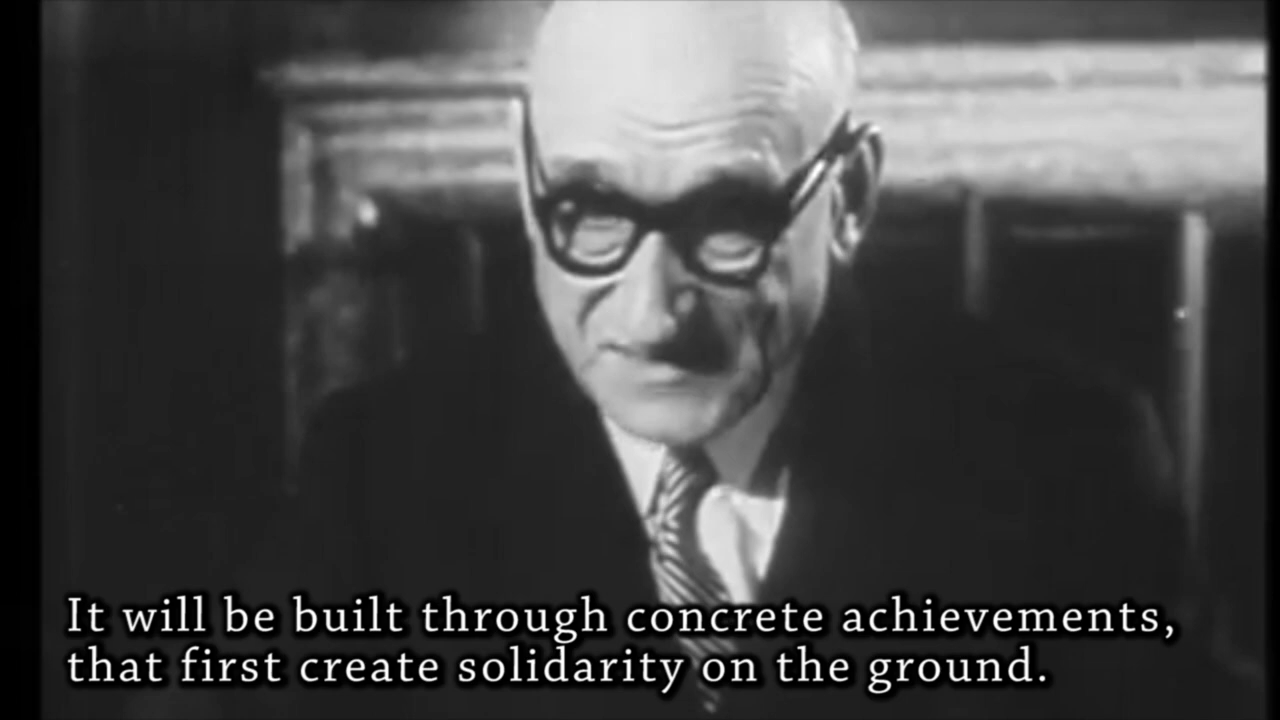 It will be built through concrete achievements,
that first create solidarity on the ground.